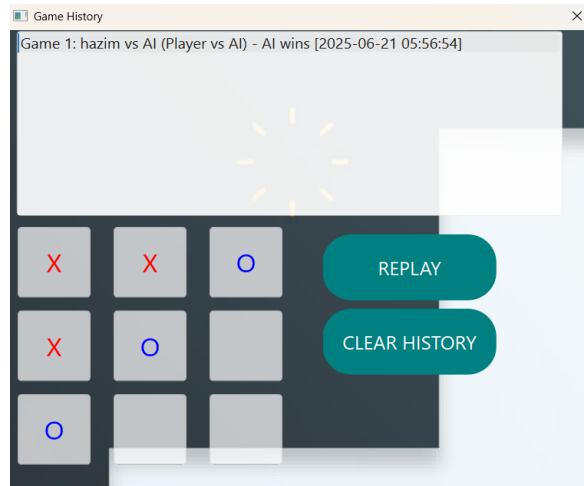 Game History
Game 1: hazim vs AI (Player vs AI) - AI wins [2025-06-21 05:56:54]
X X O
REPLAY
X O
CLEAR HISTORY
O